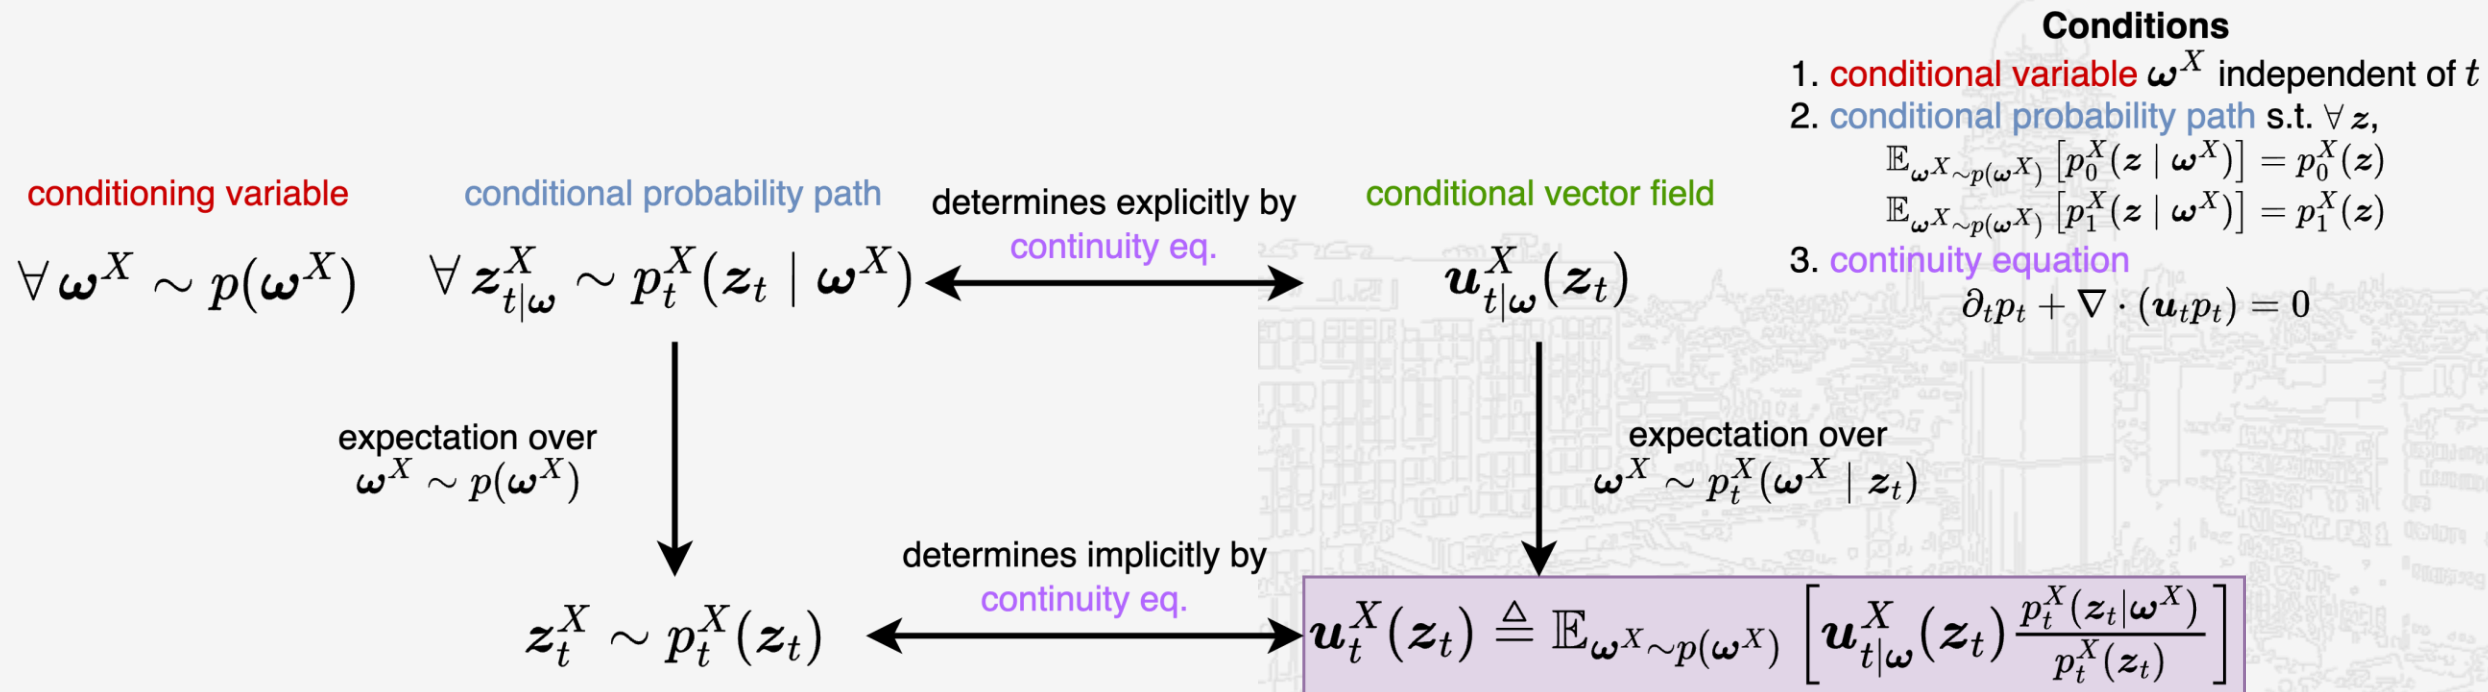 Conditions
1. conditional variable 𝝎^X independent of t
2. conditional probability path s.t. ∀ 𝒛,
𝔼_{𝝎^X∼p(𝝎^X)} [p_0^X(𝒛 | 𝝎^X)] = p_0^X(𝒛)
𝔼_{𝝎^X∼p(𝝎^X)} [p_1^X(𝒛 | 𝝎^X)] = p_1^X(𝒛)
3. continuity equation
∂_t p_t + ∇ · (𝒖_t p_t) = 0
conditioning variable
∀ 𝝎^X ∼ p(𝝎^X)
conditional probability path
∀ 𝒛_{t|𝝎}^X ∼ p_t^X(𝒛_t | 𝝎^X)
determines explicitly by
continuity eq.
conditional vector field
𝒖_{t|𝝎}^X(𝒛_t)
expectation over
𝝎^X ∼ p(𝝎^X)
expectation over
𝝎^X ∼ p_t^X(𝝎^X | 𝒛_t)
𝒛_t^X ∼ p_t^X(𝒛_t)
determines implicitly by
continuity eq.
𝒖_t^X(𝒛_t) ≜ 𝔼_{𝝎^X∼p(𝝎^X)} [𝒖_{t|𝝎}^X(𝒛_t) \frac{p_t^X(𝒛_t|𝝎^X)}{p_t^X(𝒛_t)}]